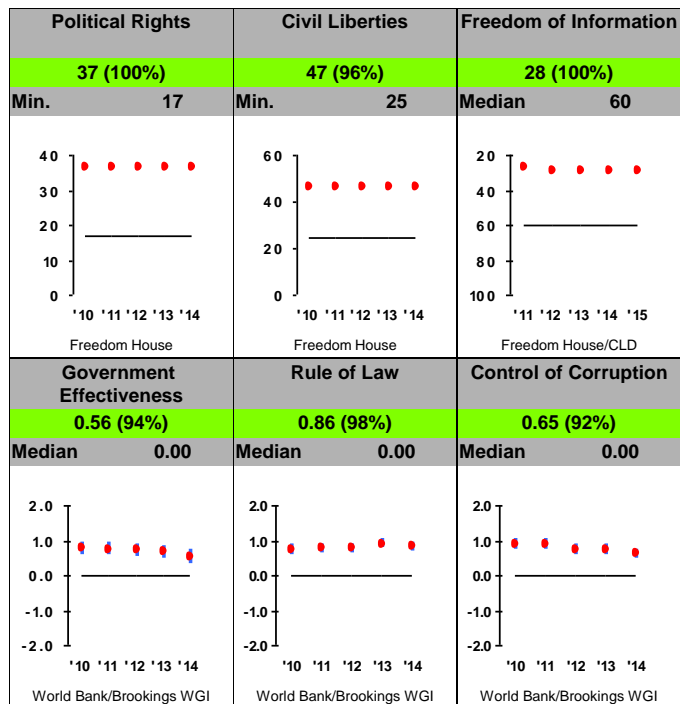 Political Rights
37 (100%)
Min. 17
40
30
20
10
0
'10 '11 '12 '13 '14
Freedom House
Civil Liberties
47 (96%)
Min. 25
60
40
20
0
'10 '11 '12 '13 '14
Freedom House
Freedom of Information
28 (100%)
Median 60
20
40
60
80
100
'11 '12 '13 '14 '15
Freedom House/CLD
Government
Effectiveness
0.56 (94%)
Median 0.00
2.0
1.0
0.0
-1.0
-2.0
'10 '11 '12 '13 '14
World Bank/Brookings WGI
Rule of Law
0.86 (98%)
Median 0.00
2.0
1.0
0.0
-1.0
-2.0
'10 '11 '12 '13 '14
World Bank/Brookings WGI
Control of Corruption
0.65 (92%)
Median 0.00
2.0
1.0
0.0
-1.0
-2.0
'10 '11 '12 '13 '14
World Bank/Brookings WGI